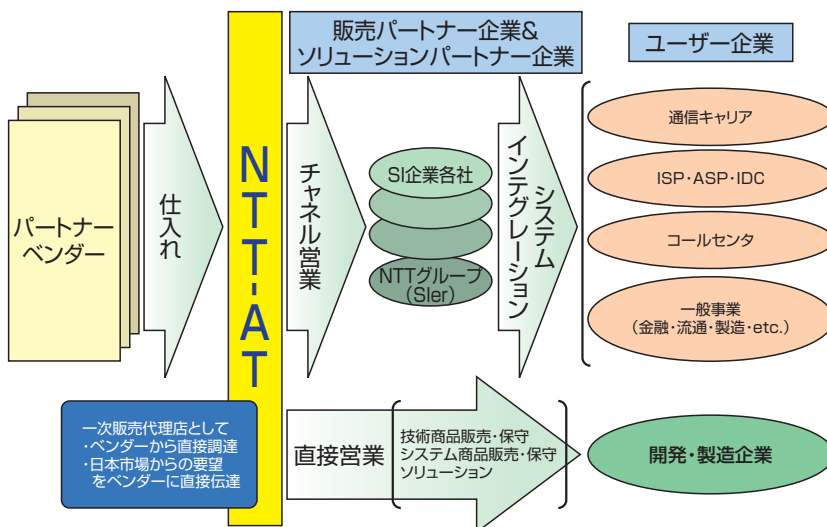 販売パートナー企業&
ソリューションパートナー企業
ユーザー企業
パートナー
ベンダー
仕入れ
NTT-AT
チャネル営業
SI企業各社
NTTグループ
(SIer)
システム
インテグレーション
通信キャリア
ISP・ASP・IDC
コールセンタ
一般事業
(金融・流通・製造・etc.)
一次販売代理店として
・ベンダーから直接調達
・日本市場からの要望
をベンダーに直接伝達
直接営業
技術商品販売・保守
システム商品販売・保守
ソリューション
開発・製造企業